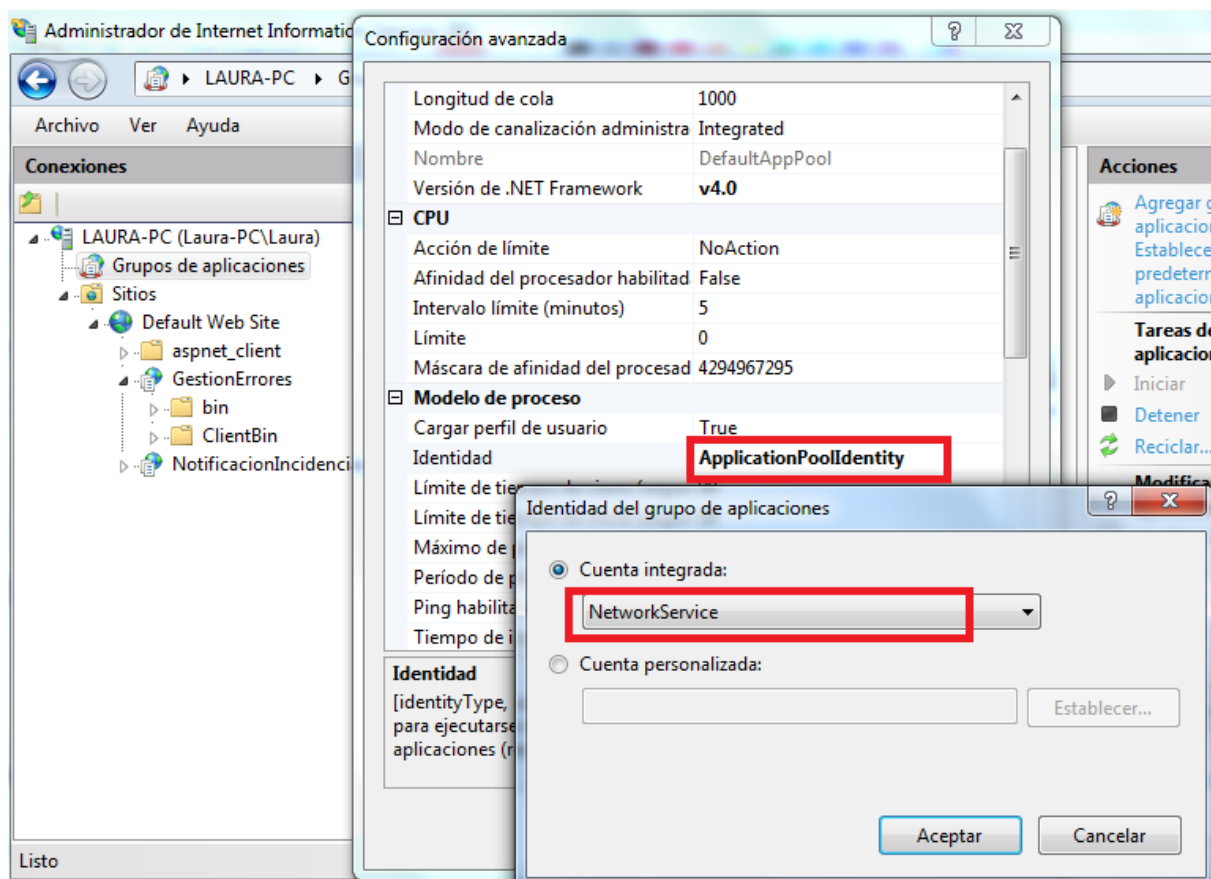 Administrador de Internet Informatic
LAURA-PC G
Archivo Ver Ayuda
Conexiones
LAURA-PC (Laura-PC\Laura)
Grupos de aplicaciones
Sitios
Default Web Site
aspnet_client
GestionErrores
bin
ClientBin
NotificacionIncidenci
Listo
Configuración avanzada
Longitud de cola 1000
Modo de canalización administra Integrated
Nombre DefaultAppPool
Versión de .NET Framework v4.0
CPU
Acción de límite NoAction
Afinidad del procesador habilitad False
Intervalo límite (minutos) 5
Límite 0
Máscara de afinidad del procesad 4294967295
Modelo de proceso
Cargar perfil de usuario True
Identidad ApplicationPoolIdentity
Límite de tie
Límite de tie
Máximo de
Período de p
Ping habilita
Tiempo de i
Identidad
[identityType,
para ejecutarse
aplicaciones (r
Identidad del grupo de aplicaciones
Cuenta integrada:
NetworkService
Cuenta personalizada:
Establecer...
Aceptar Cancelar
Acciones
Agregar g
aplicacion
Establece
predeterr
aplicacion
Tareas de
aplicacion
Iniciar
Detener
Reciclar...
Modifica